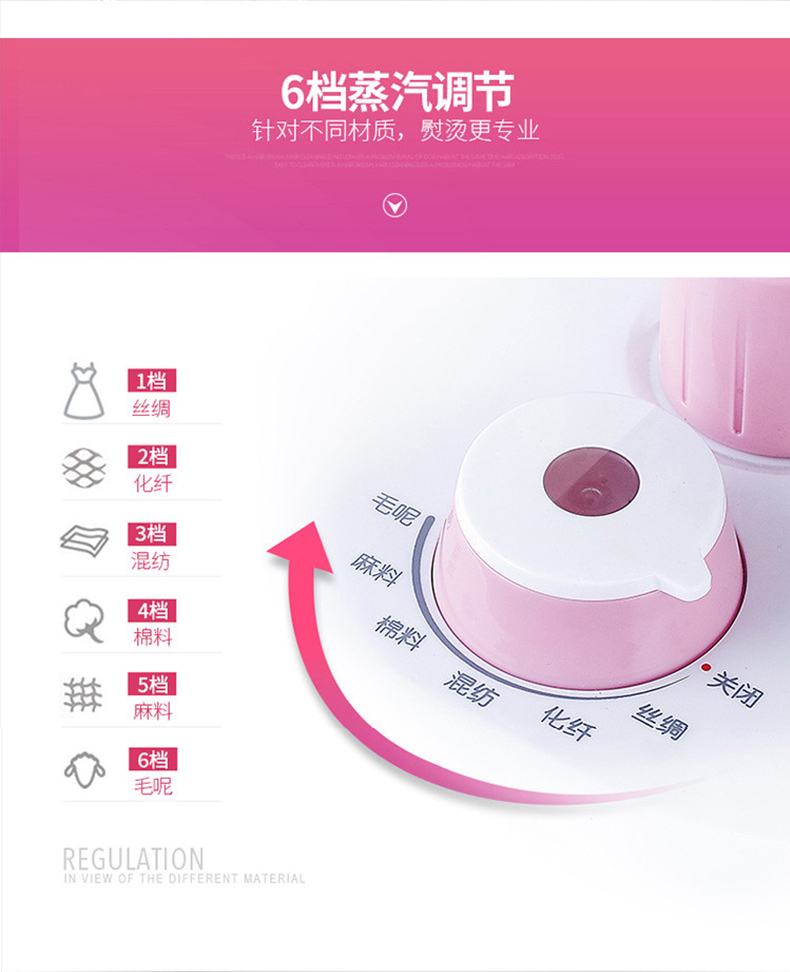 6档蒸汽调节
针对不同材质，熨烫更专业
1档
丝绸
2档
化纤
3档
混纺
4档
棉料
5档
麻料
6档
毛呢
毛呢
麻料
棉料
混纺
化纤
丝绸
关闭
REGULATION
IN VIEW OF THE DIFFERENT MATERIAL